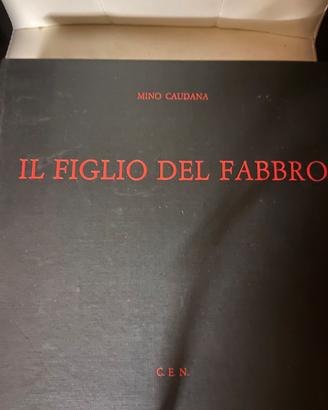 MINO CAUDANA
IL FIGLIO DEL FABBRO
C. E. N.